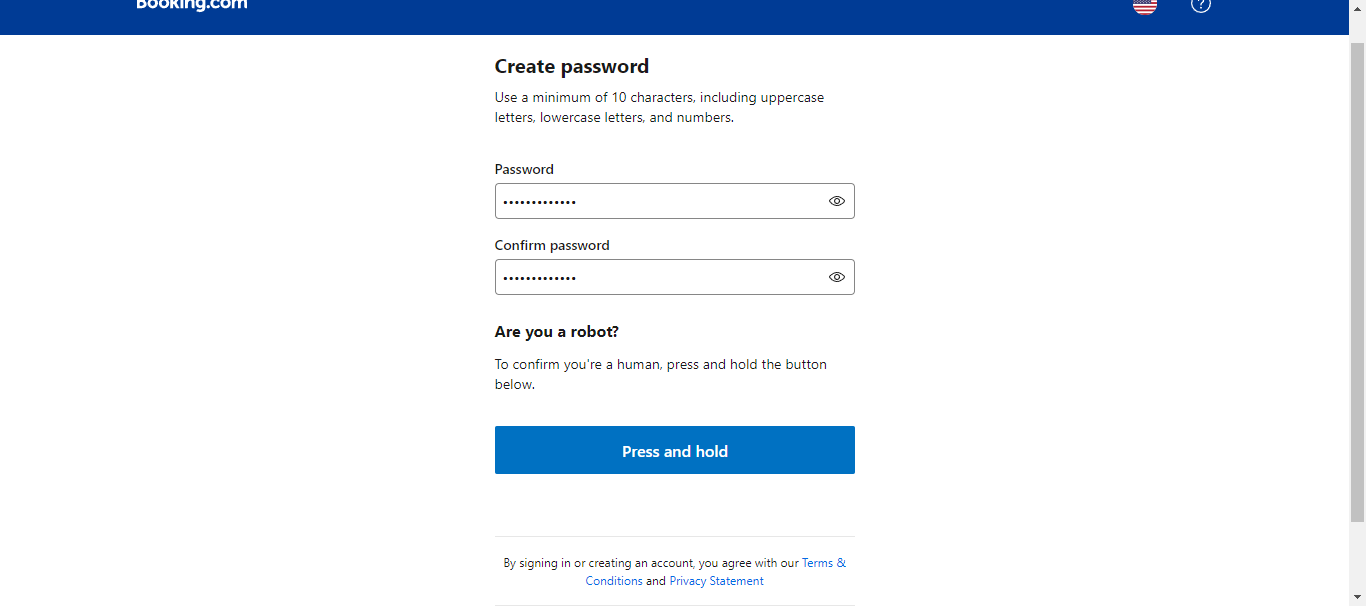 Booking.com
Create password
Use a minimum of 10 characters, including uppercase
letters, lowercase letters, and numbers.
Password
•••••••••••••
Confirm password
•••••••••••••
Are you a robot?
To confirm you're a human, press and hold the button
below.
Press and hold
By signing in or creating an account, you agree with our Terms &
Conditions and Privacy Statement